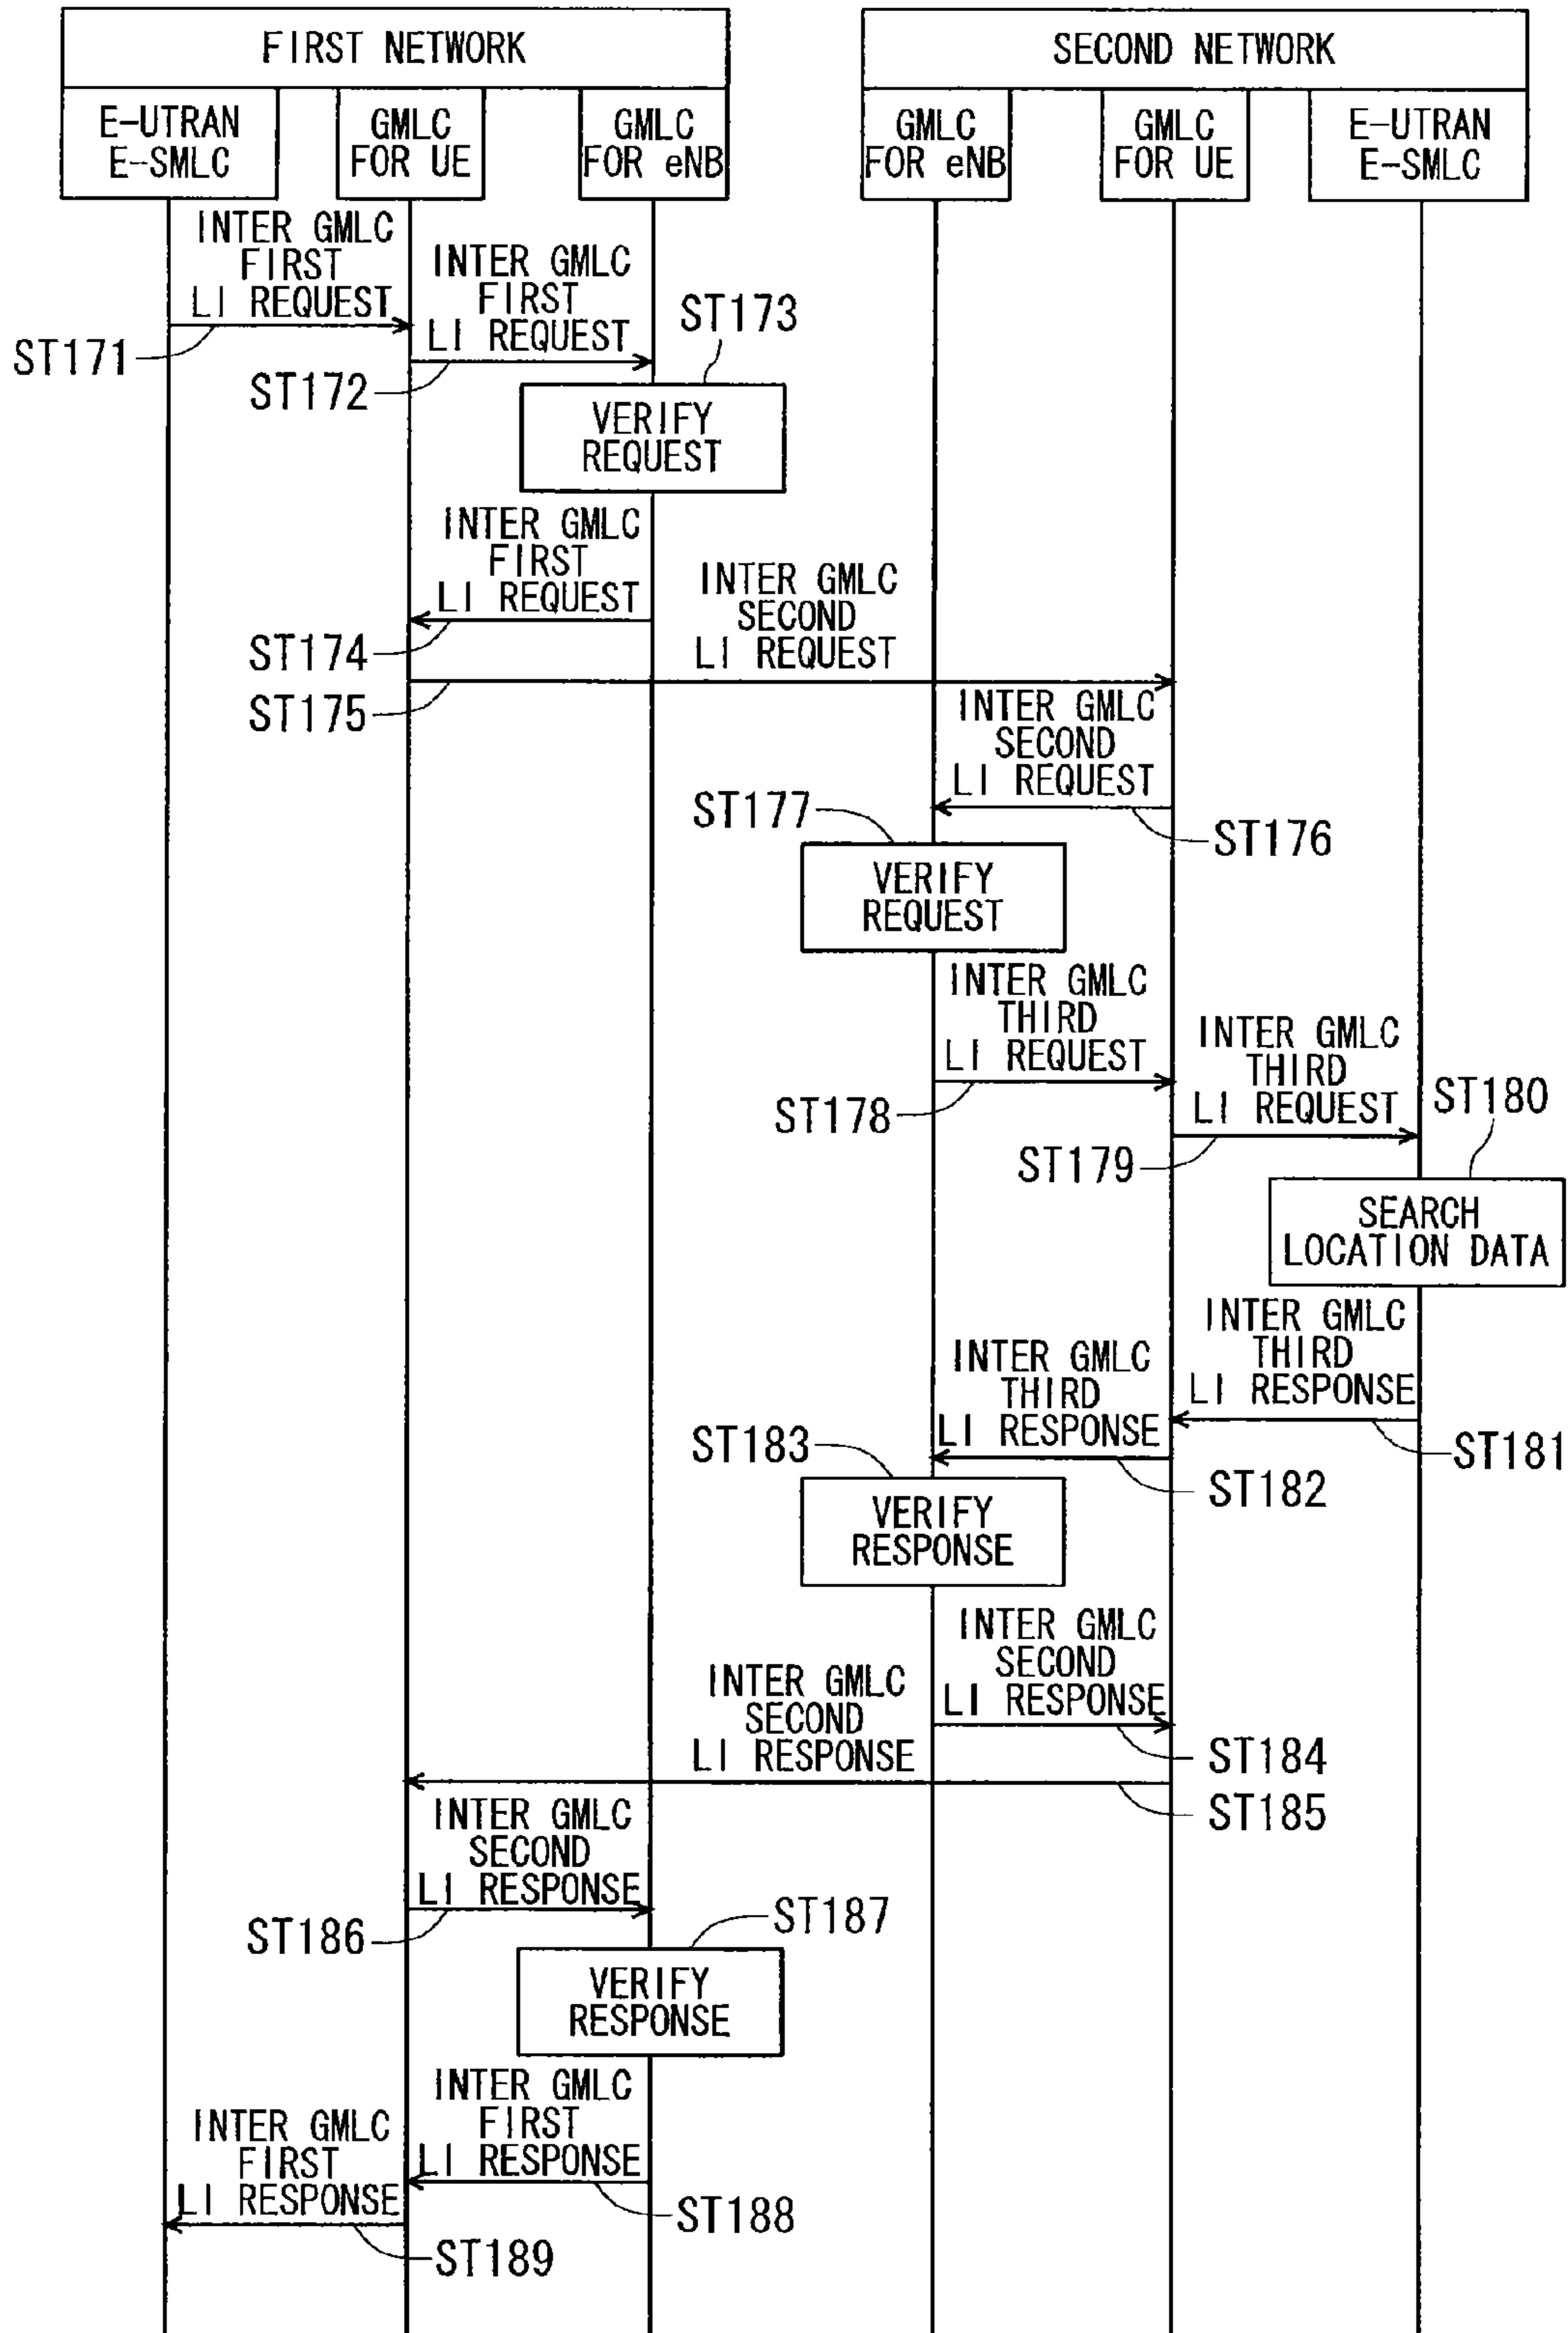 FIRST NETWORK
SECOND NETWORK
E-UTRAN
E-SMLC
GMLC
FOR UE
GMLC
FOR eNB
GMLC
FOR eNB
GMLC
FOR UE
E-UTRAN
E-SMLC
INTER GMLC
FIRST
LI REQUEST
ST171
INTER GMLC
FIRST
LI REQUEST
ST172
ST173
VERIFY
REQUEST
INTER GMLC
FIRST
LI REQUEST
ST174
INTER GMLC
SECOND
LI REQUEST
ST175
INTER GMLC
SECOND
LI REQUEST
ST176
ST177
VERIFY
REQUEST
INTER GMLC
THIRD
LI REQUEST
ST178
INTER GMLC
THIRD
LI REQUEST
ST179
ST180
SEARCH
LOCATION DATA
INTER GMLC
THIRD
LI RESPONSE
ST181
INTER GMLC
THIRD
LI RESPONSE
ST182
ST183
VERIFY
RESPONSE
INTER GMLC
SECOND
LI RESPONSE
ST184
INTER GMLC
SECOND
LI RESPONSE
ST185
INTER GMLC
SECOND
LI RESPONSE
ST186
ST187
VERIFY
RESPONSE
INTER GMLC
FIRST
LI RESPONSE
ST188
INTER GMLC
FIRST
LI RESPONSE
ST189